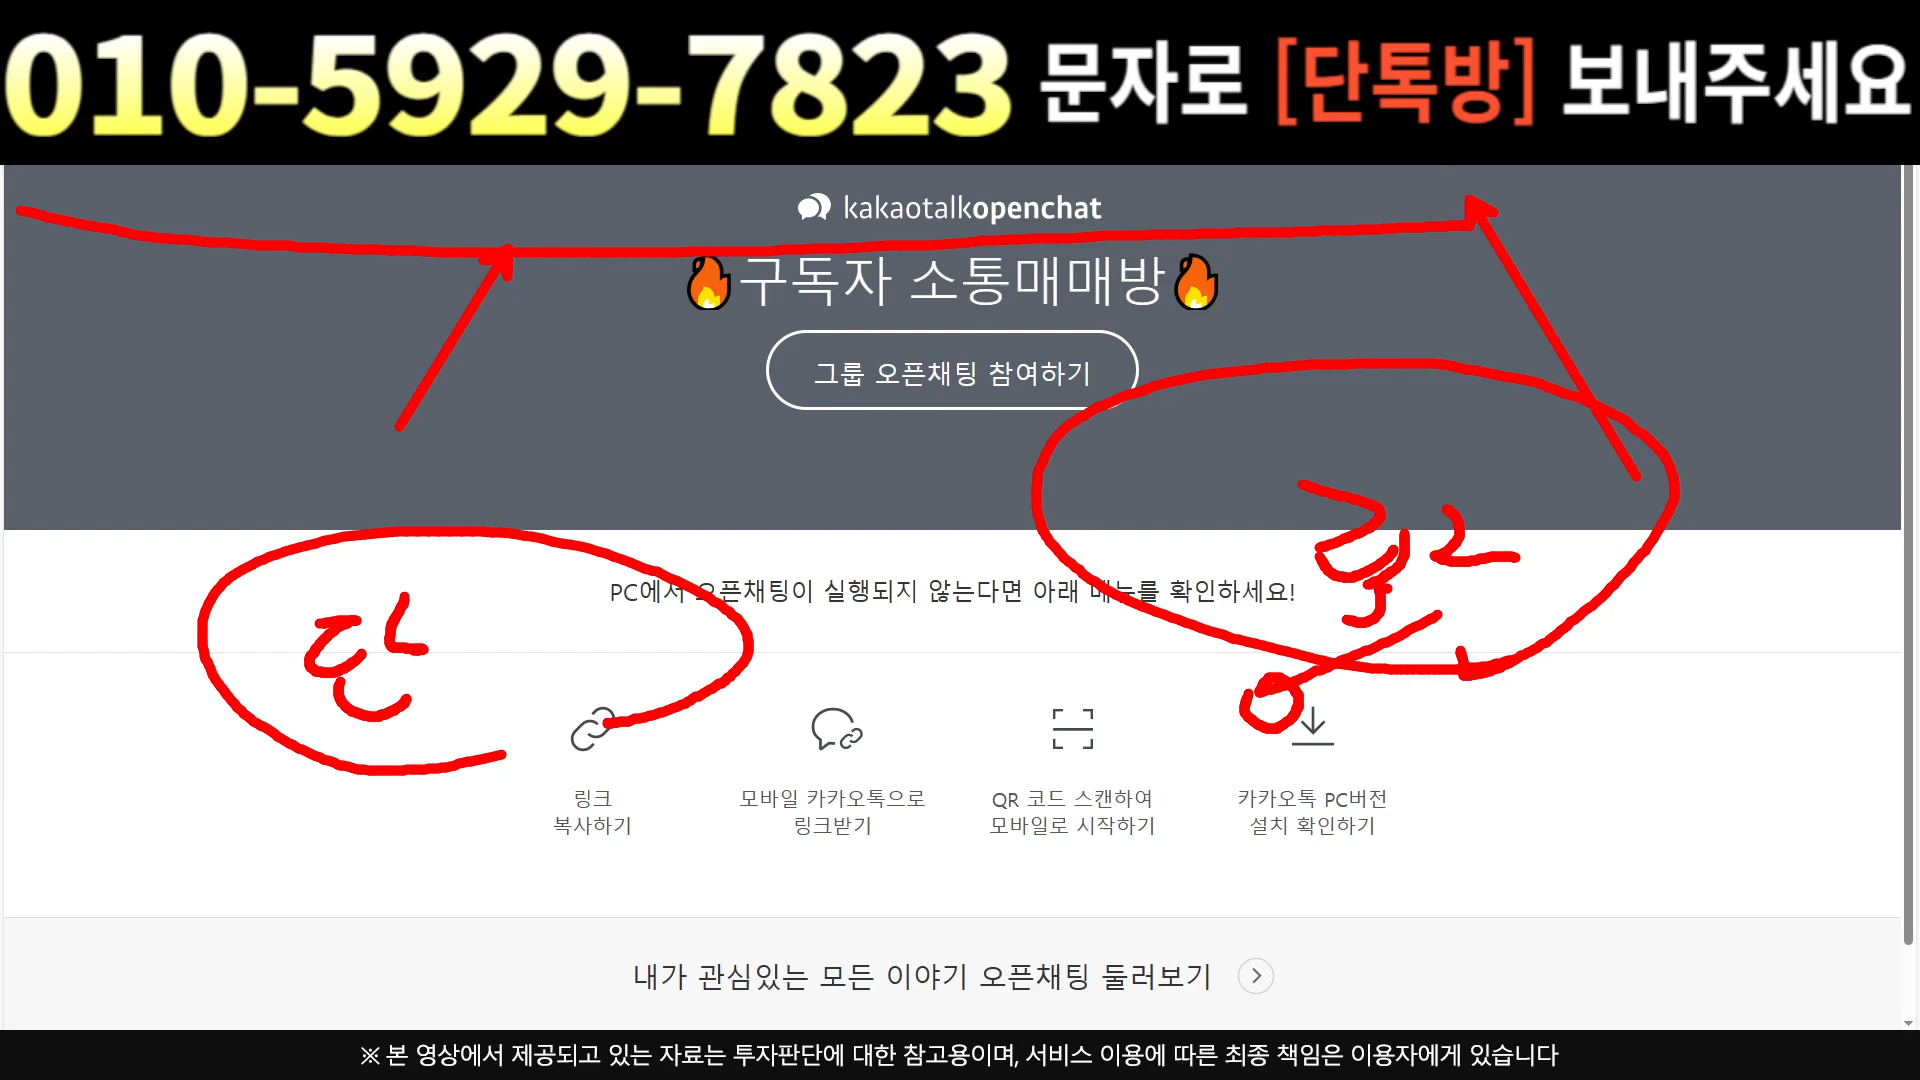 010-5929-7823 문자로 [단톡방] 보내주세요
kakaotalkopenchat
🔥구독자 소통매매방🔥
그룹 오픈채팅 참여하기
PC에서 오픈채팅이 실행되지 않는다면 아래 메뉴를 확인하세요!
단
링크
복사하기
모바일 카카오톡으로
링크받기
QR 코드 스캔하여
모바일로 시작하기
카카오톡 PC버전
설치 확인하기
내가 관심있는 모든 이야기 오픈채팅 둘러보기
※ 본 영상에서 제공되고 있는 자료는 투자판단에 대한 참고용이며, 서비스 이용에 따른 최종 책임은 이용자에게 있습니다